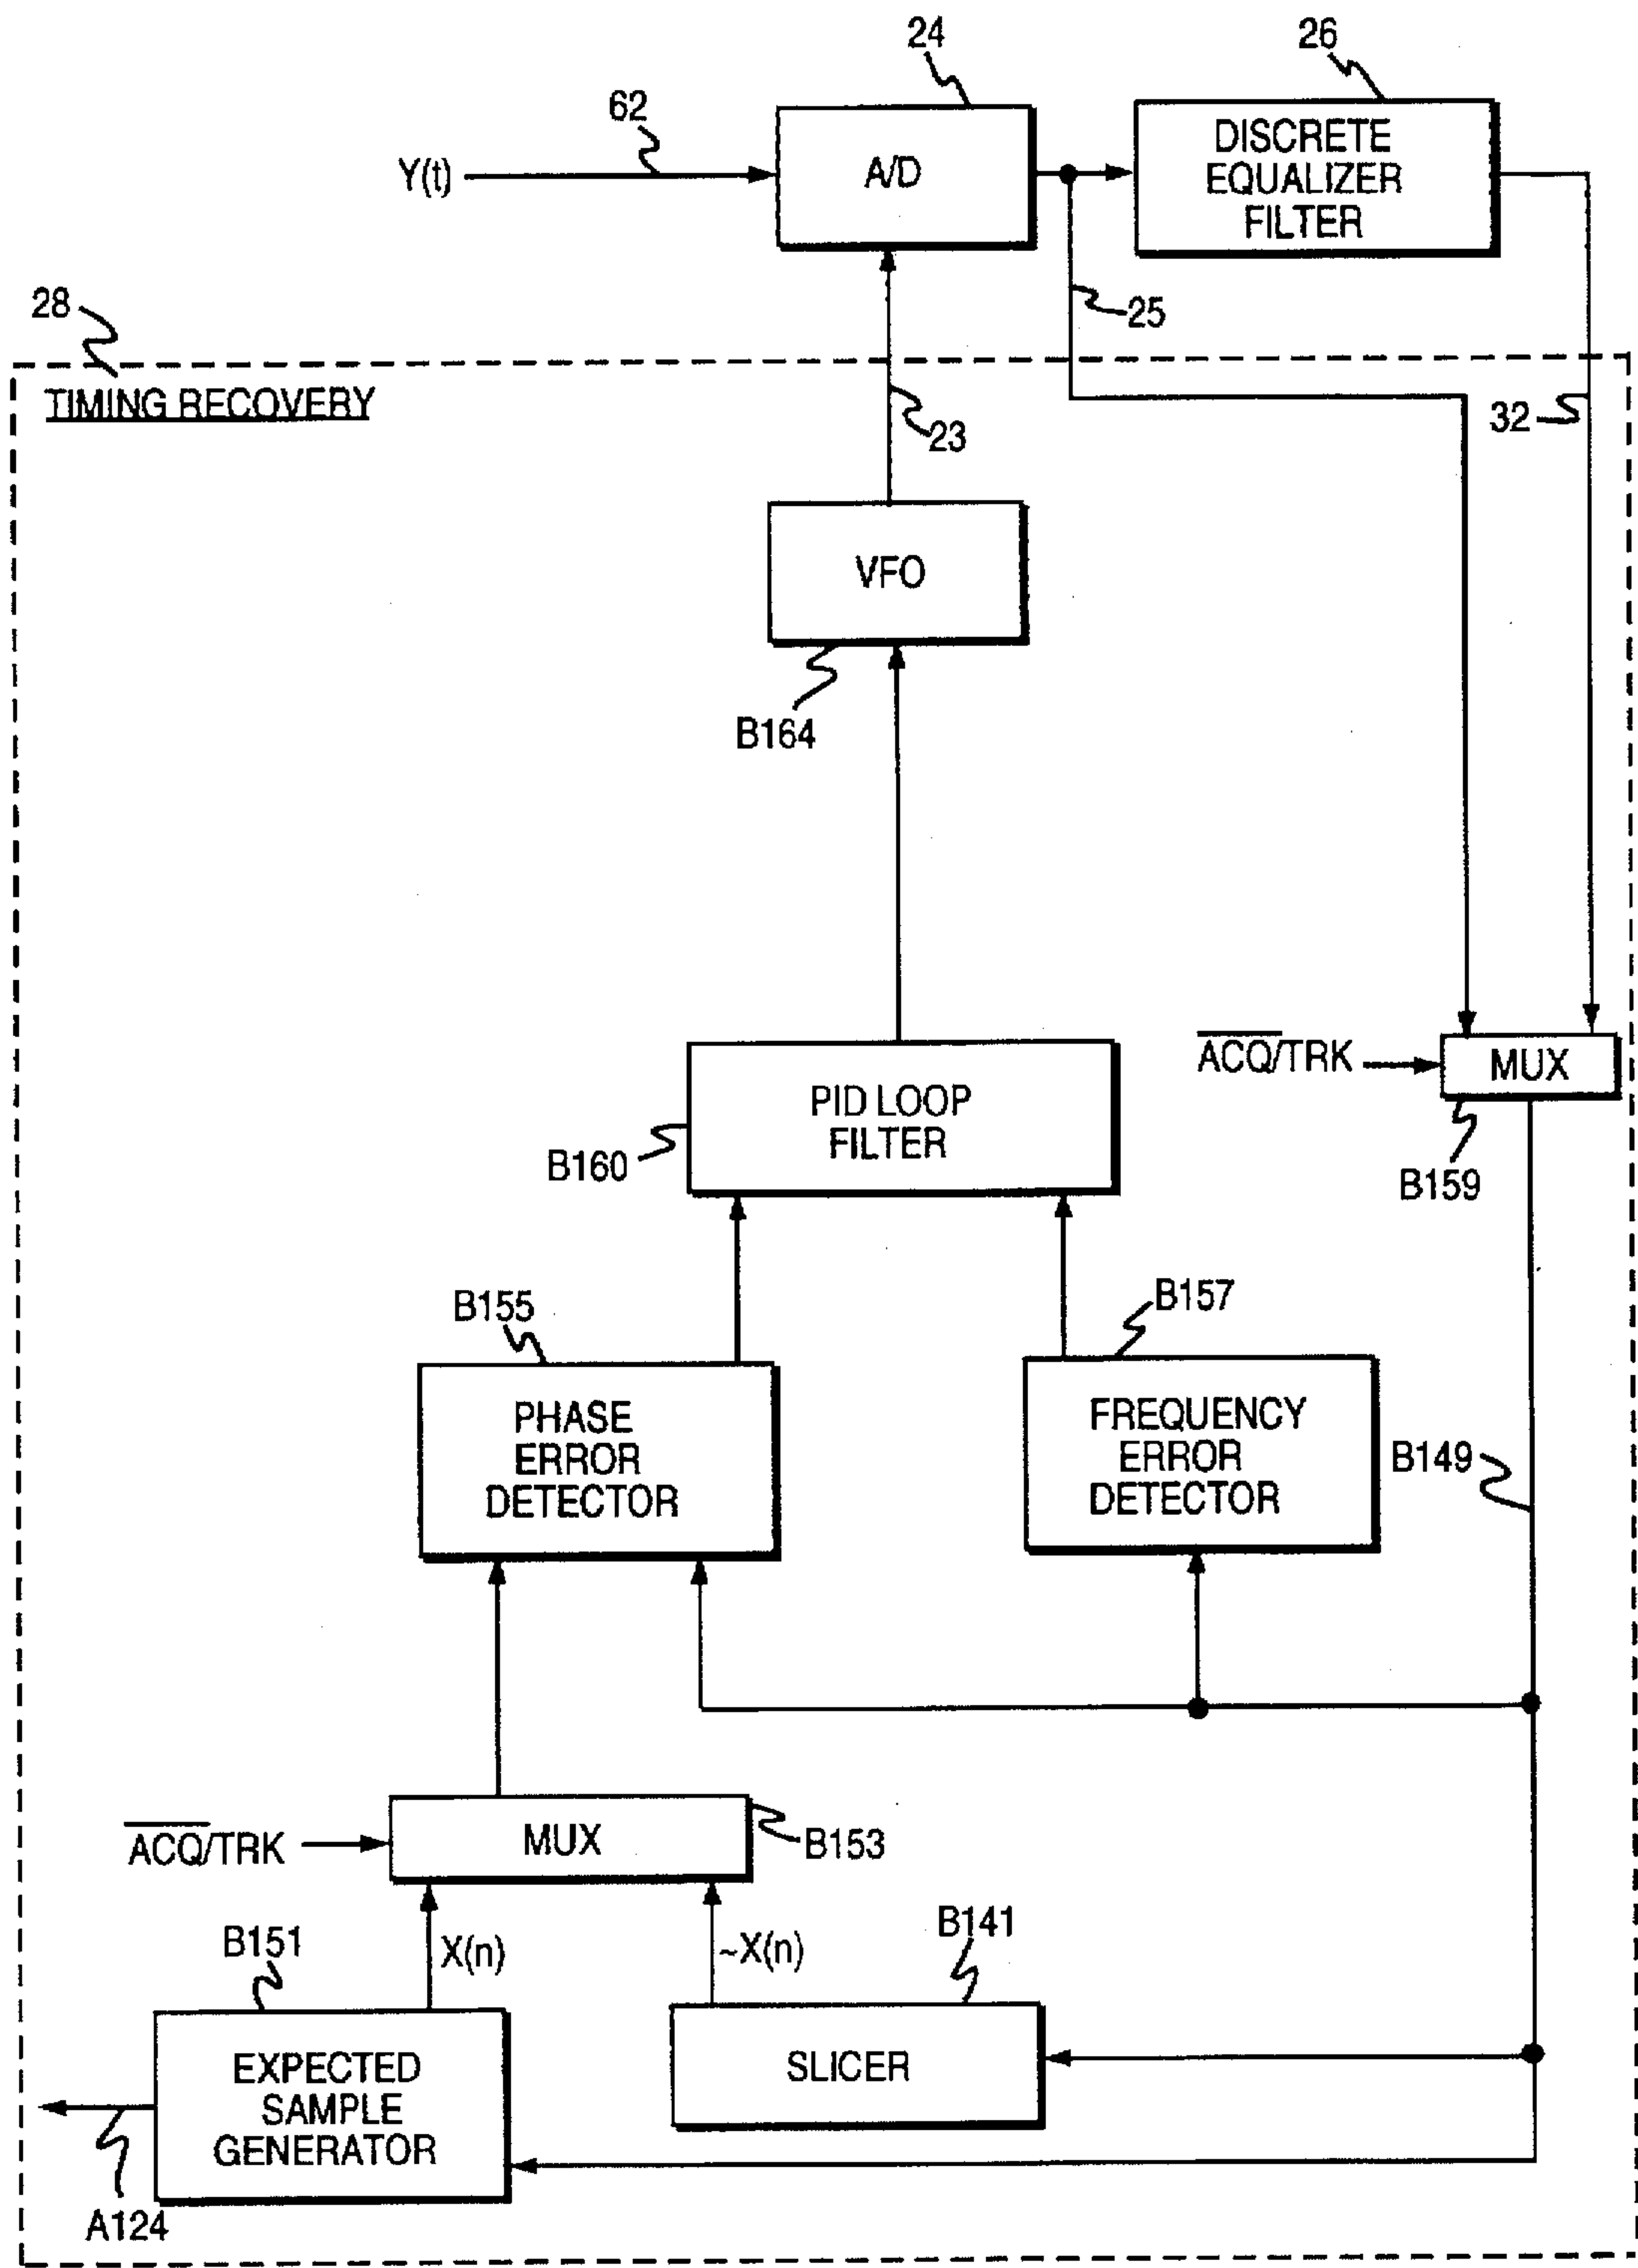 24
26
62
Y(t)
A/D
DISCRETE
EQUALIZER
FILTER
25
28
TIMING RECOVERY
23
32
VFO
B164
ACQ/TRK
MUX
PID LOOP
FILTER
B160
B159
B155
B157
PHASE
ERROR
DETECTOR
FREQUENCY
ERROR
DETECTOR
B149
ACQ/TRK
MUX
B153
B151
X(n)
~X(n)
B141
EXPECTED
SAMPLE
GENERATOR
SLICER
A124